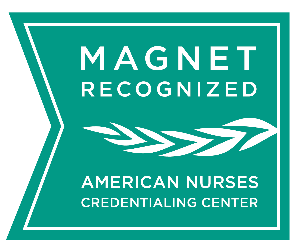 MAGNET
RECOGNIZED
AMERICAN NURSES
CREDENTIALING CENTER